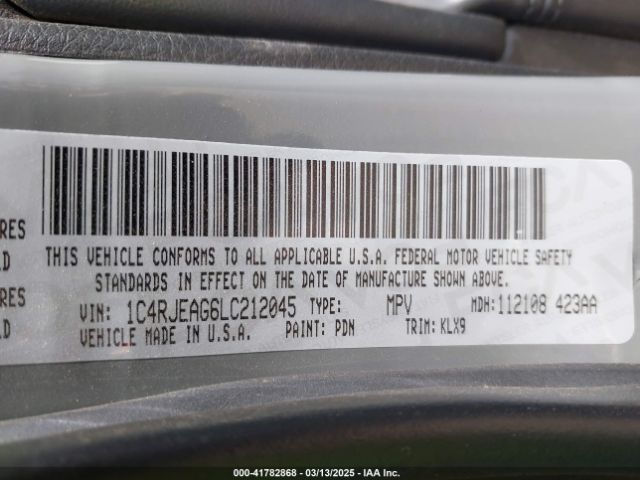 RES
THIS VEHICLE CONFORMS TO ALL APPLICABLE U.S.A. FEDERAL MOTOR VEHICLE SAFETY
RD
STANDARDS IN EFFECT ON THE DATE OF MANUFACTURE SHOWN ABOVE.
RES
VIN: 1C4RJEAG6LC212045 TYPE: MPV MDH:112108 423AA
RD
VEHICLE MADE IN U.S.A. PAINT: PDN TRIM: KLX9
000-41782868 — 03/13/2025 — IAA Inc.